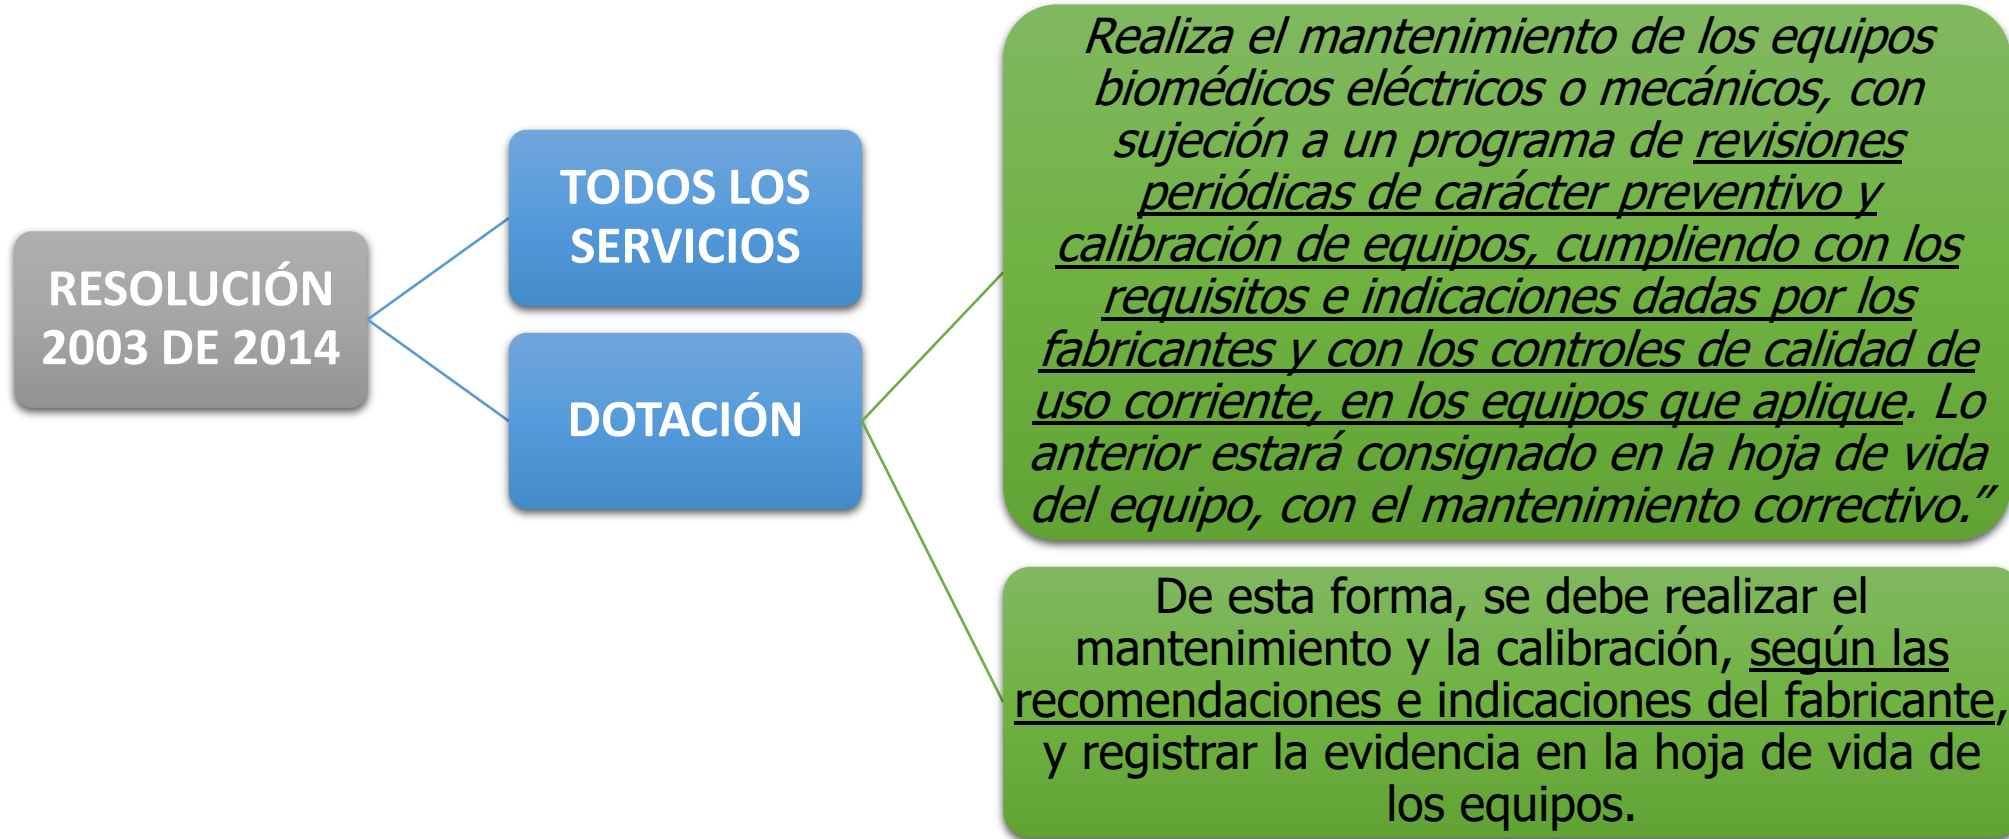 RESOLUCIÓN
2003 DE 2014
TODOS LOS
SERVICIOS
DOTACIÓN
Realiza el mantenimiento de los equipos
biomédicos eléctricos o mecánicos, con
sujeción a un programa de revisiones
periódicas de carácter preventivo y
calibración de equipos, cumpliendo con los
requisitos e indicaciones dadas por los
fabricantes y con los controles de calidad de
uso corriente, en los equipos que aplique. Lo
anterior estará consignado en la hoja de vida
del equipo, con el mantenimiento correctivo.”
De esta forma, se debe realizar el
mantenimiento y la calibración, según las
recomendaciones e indicaciones del fabricante,
y registrar la evidencia en la hoja de vida de
los equipos.